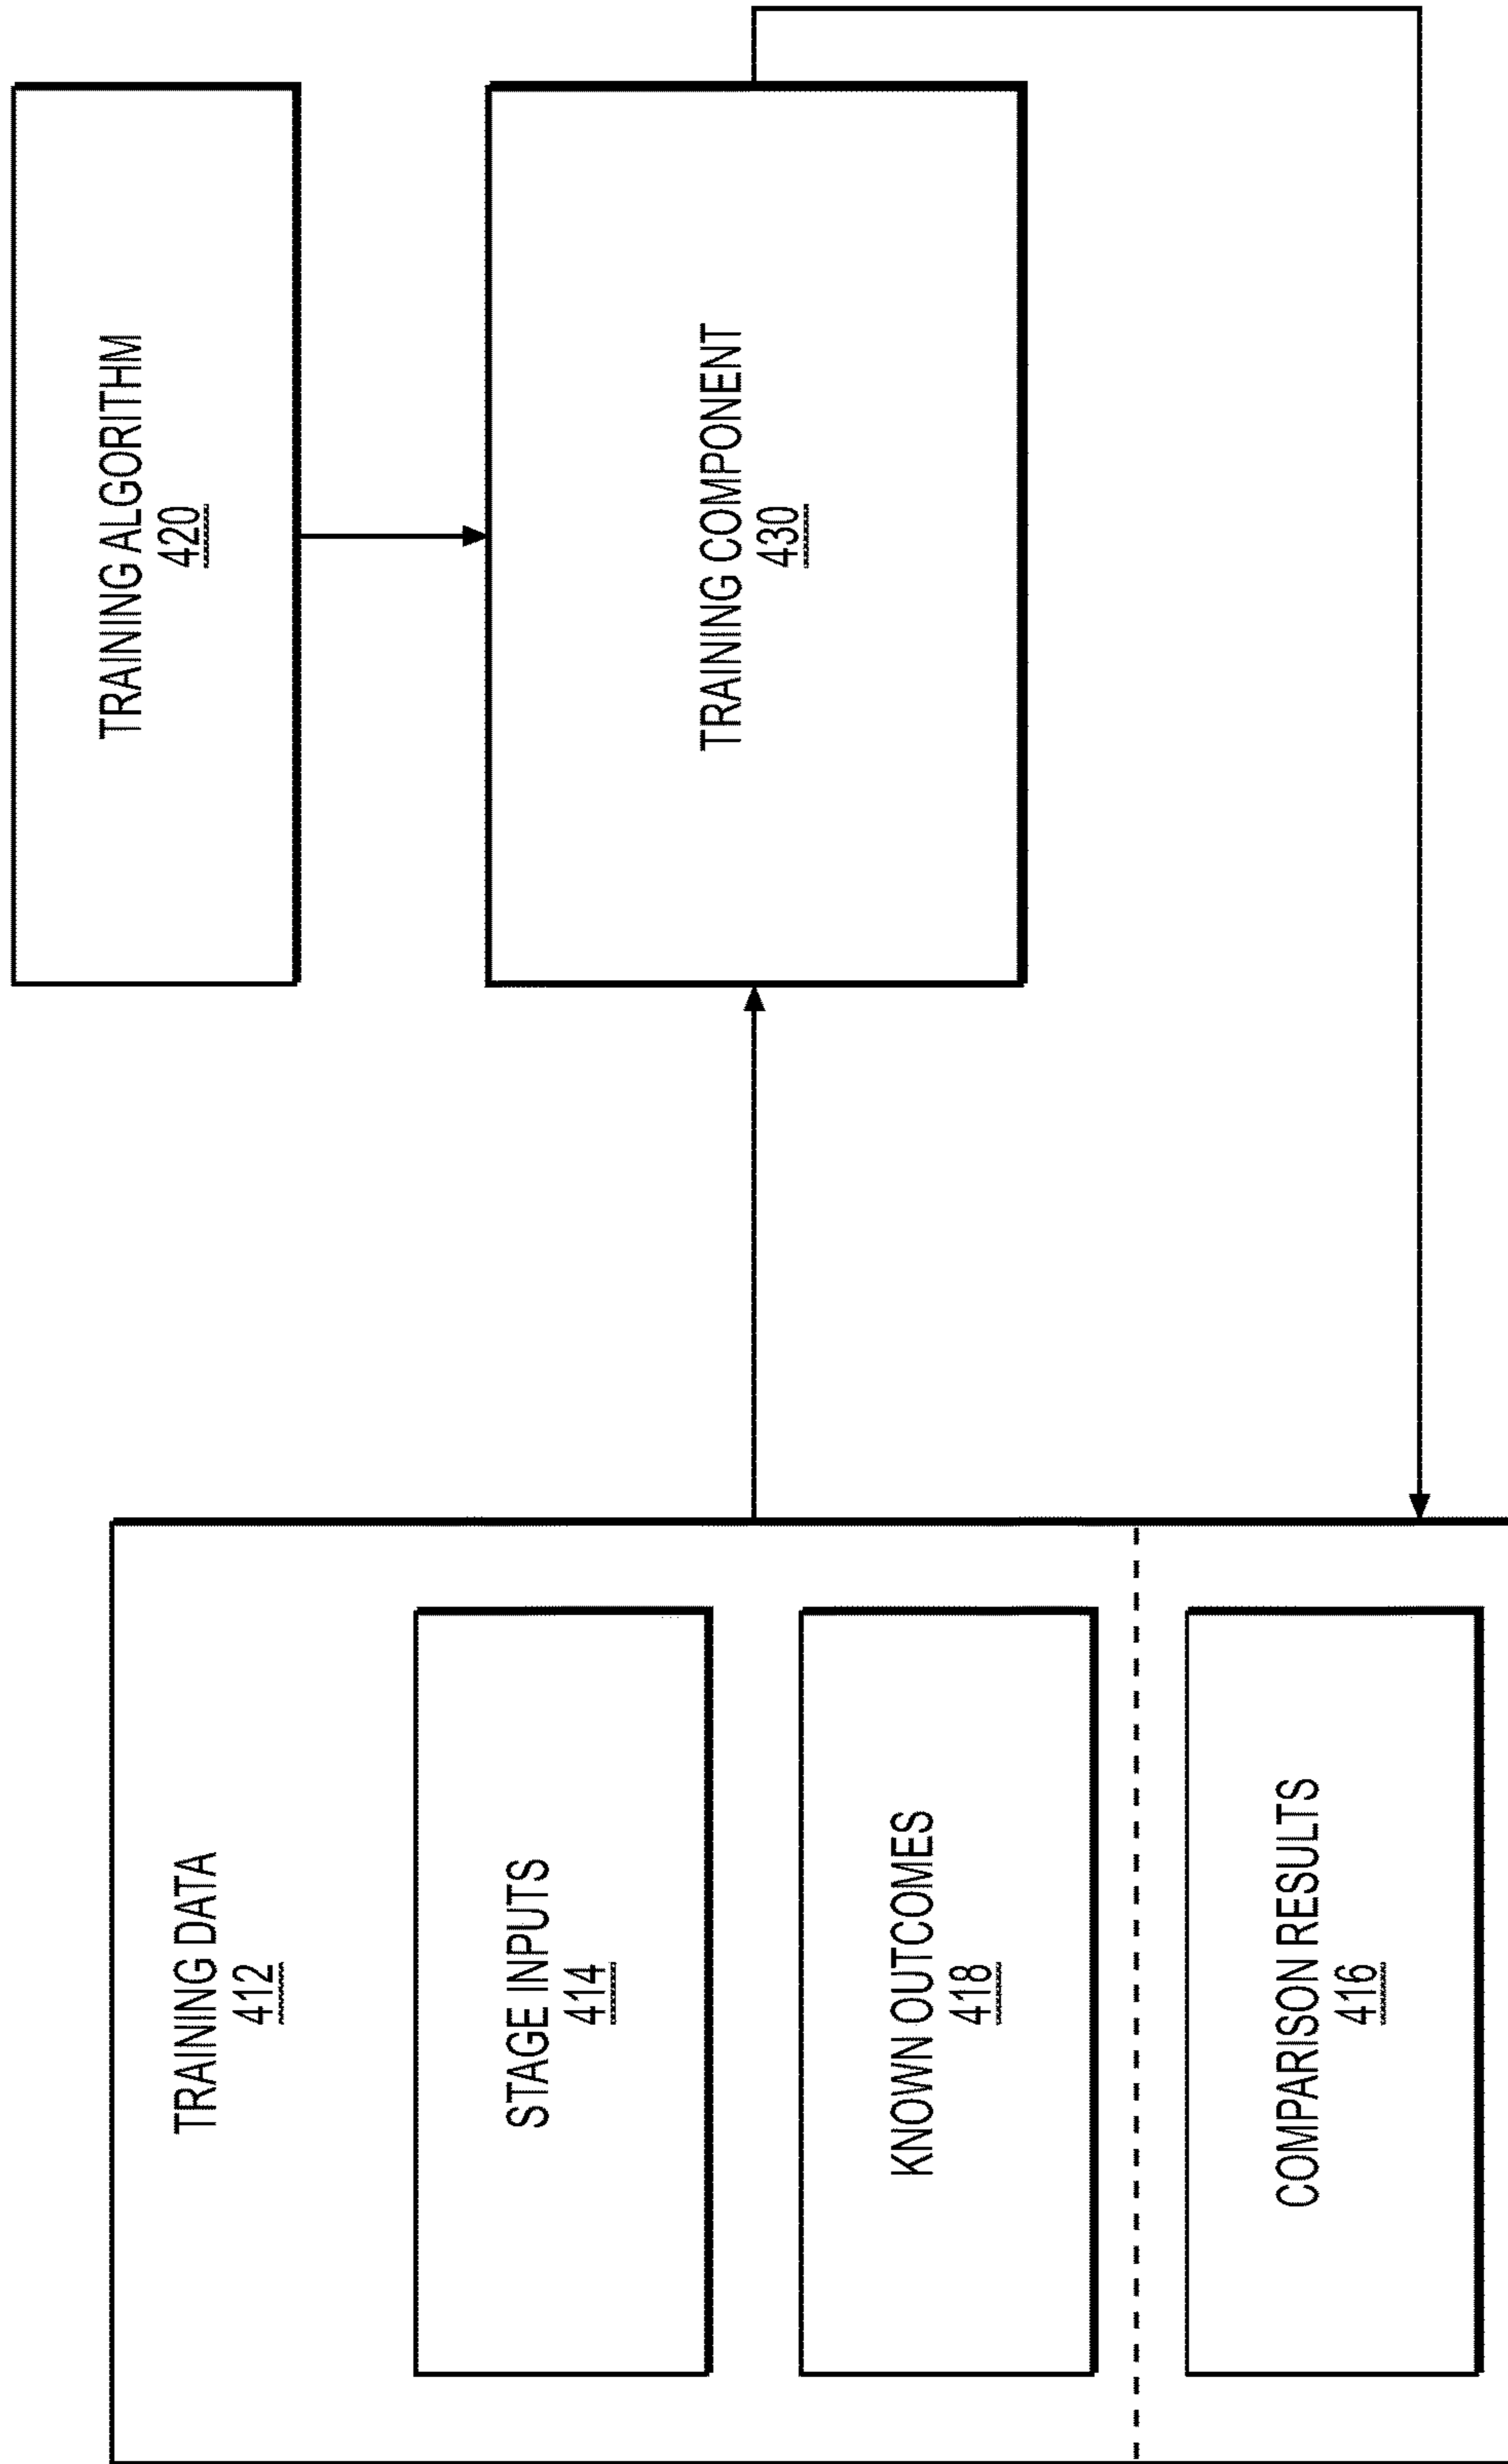 TRAINING DATA
412
STAGE INPUTS
414
KNOWN OUTCOMES
418
COMPARISON RESULTS
416
TRAINING ALGORITHM
420
TRAINING COMPONENT
430